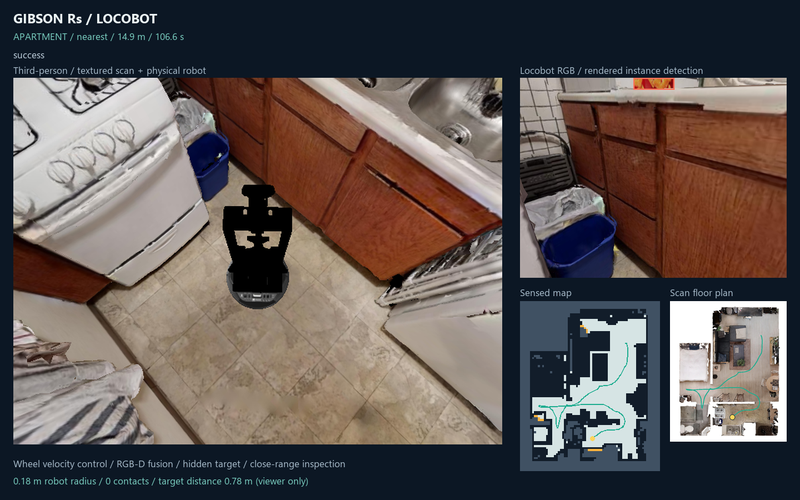 GIBSON Rs / LOCOBOT
APARTMENT / nearest / 14.9 m / 106.6 s
success
Third-person / textured scan + physical robot
Locobot RGB / rendered instance detection
Sensed map
Scan floor plan
Wheel velocity control / RGB-D fusion / hidden target / close-range inspection
0.18 m robot radius / 0 contacts / target distance 0.78 m (viewer only)